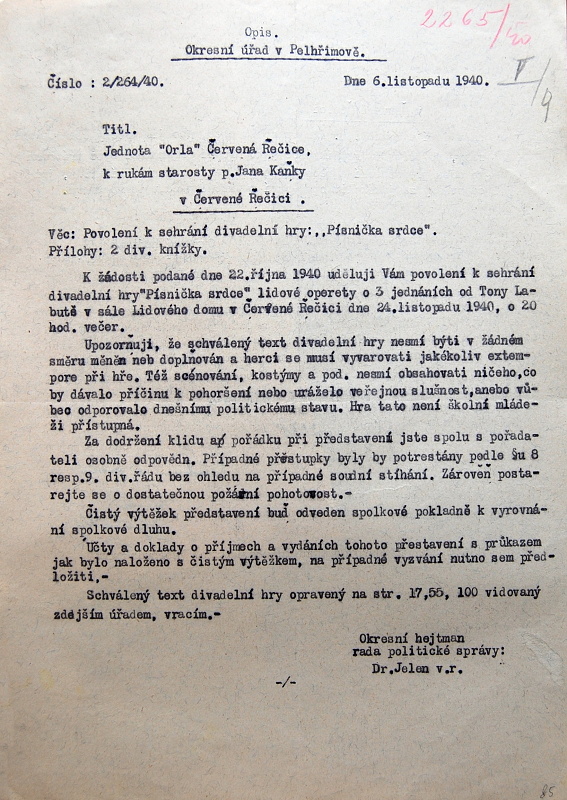 Opis.
2265/40
Okresní úřad v Pelhřimově.
Číslo : 2/264/40.
Dne 6.listopadu 1940.
V/9
Titl.
Jednota "Orla" Červená Řečice,
k rukám starosty p.Jana Kaňky
v Červené Řečici .
Věc: Povolení k sehrání divadelní hry:,,Písnička srdce".
Přílohy: 2 div. knížky.
K žádosti podané dne 22.října 1940 uděluji Vám povolení k sehrání
divadelní hry"Písnička srdce" lidové operety o 3 jednáních od Tony La-
butě v sále Lidového domu v Červené Řečici dne 24.listopadu 1940, o 20
hod. večer.
Upozorňuji, že schválený text divadelní hry nesmí býti v žádném
směru měněn neb doplňován a herci se musí vyvarovati jakékoliv extem-
pore při hře. Též scénování, kostýmy a pod. nesmí obsahovati ničeho,co
by dávalo příčinu k pohoršení nebo uráželo veřejnou slušnost,anebo vů-
bec odporovalo dnešnímu politickému stavu. Hra tato není školní mláde-
ži přístupná.
Za dodržení klidu a pořádku při představení jste spolu s pořada-
teli osobně odpovědn. Případné přestupky byly by potrestány podle §u 8
resp.9. div.řádu bez ohledu na případné soudní stíhání. Zároveň posta-
rejte se o dostatečnou požární pohotovost.-
Čistý výtěžek představení buď odveden spolkové pokladně k vyrovná-
ní spolkové dluhu.
Učty a doklady o příjmech a vydáních tohoto přestavení s průkazem
jak bylo naloženo s čistým výtěžkem, na případné vyzvání nutno sem před-
ložiti,-
Schválený text divadelní hry opravený na str. 17,55, 100 vidovaný
zdejším úřadem, vracím.-
Okresní hejtman
rada politické správy:
Dr.Jelen v.r.
-/-
85